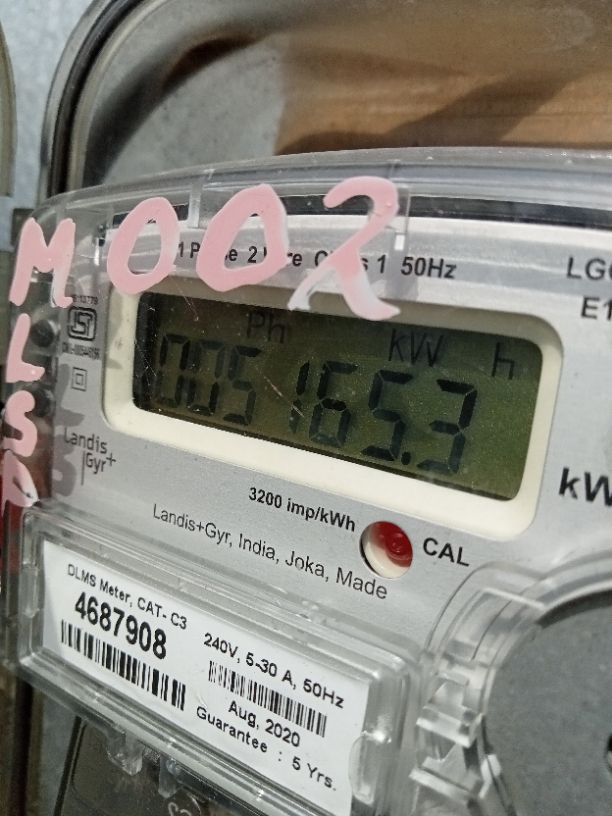 M 002
LSR
1 Phase 2 Wire Class 1 50Hz
LG
E1
Ph kW h
005165.3
kW
Landis
Gyr+
3200 imp/kWh
CAL
Landis+Gyr, India, Joka, Made
DLMS Meter, CAT- C3
4687908
240V, 5-30 A, 50Hz
Aug, 2020
Guarantee : 5 Yrs.